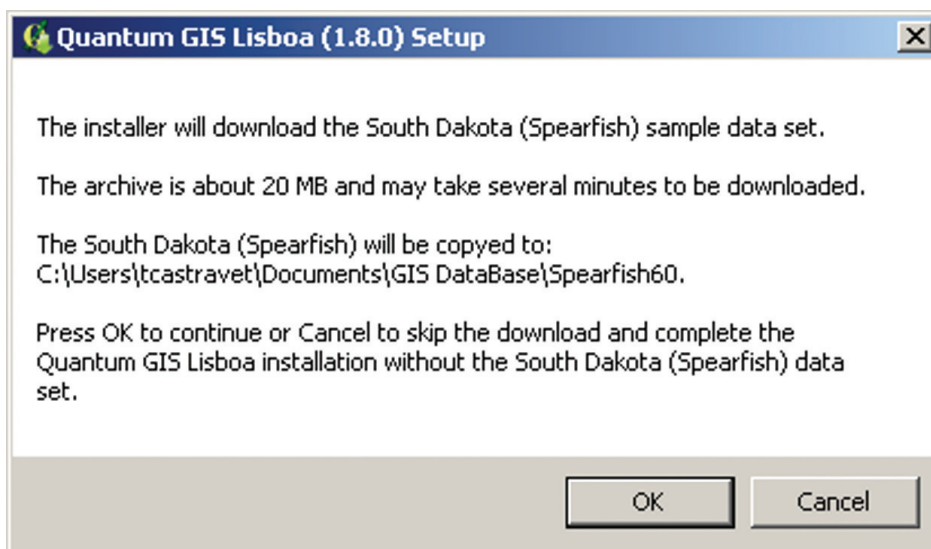 Quantum GIS Lisboa (1.8.0) Setup
The installer will download the South Dakota (Spearfish) sample data set.
The archive is about 20 MB and may take several minutes to be downloaded.
The South Dakota (Spearfish) will be copyed to:
C:\Users\tcastravet\Documents\GIS DataBase\Spearfish60.
Press OK to continue or Cancel to skip the download and complete the
Quantum GIS Lisboa installation without the South Dakota (Spearfish) data
set.
OK
Cancel